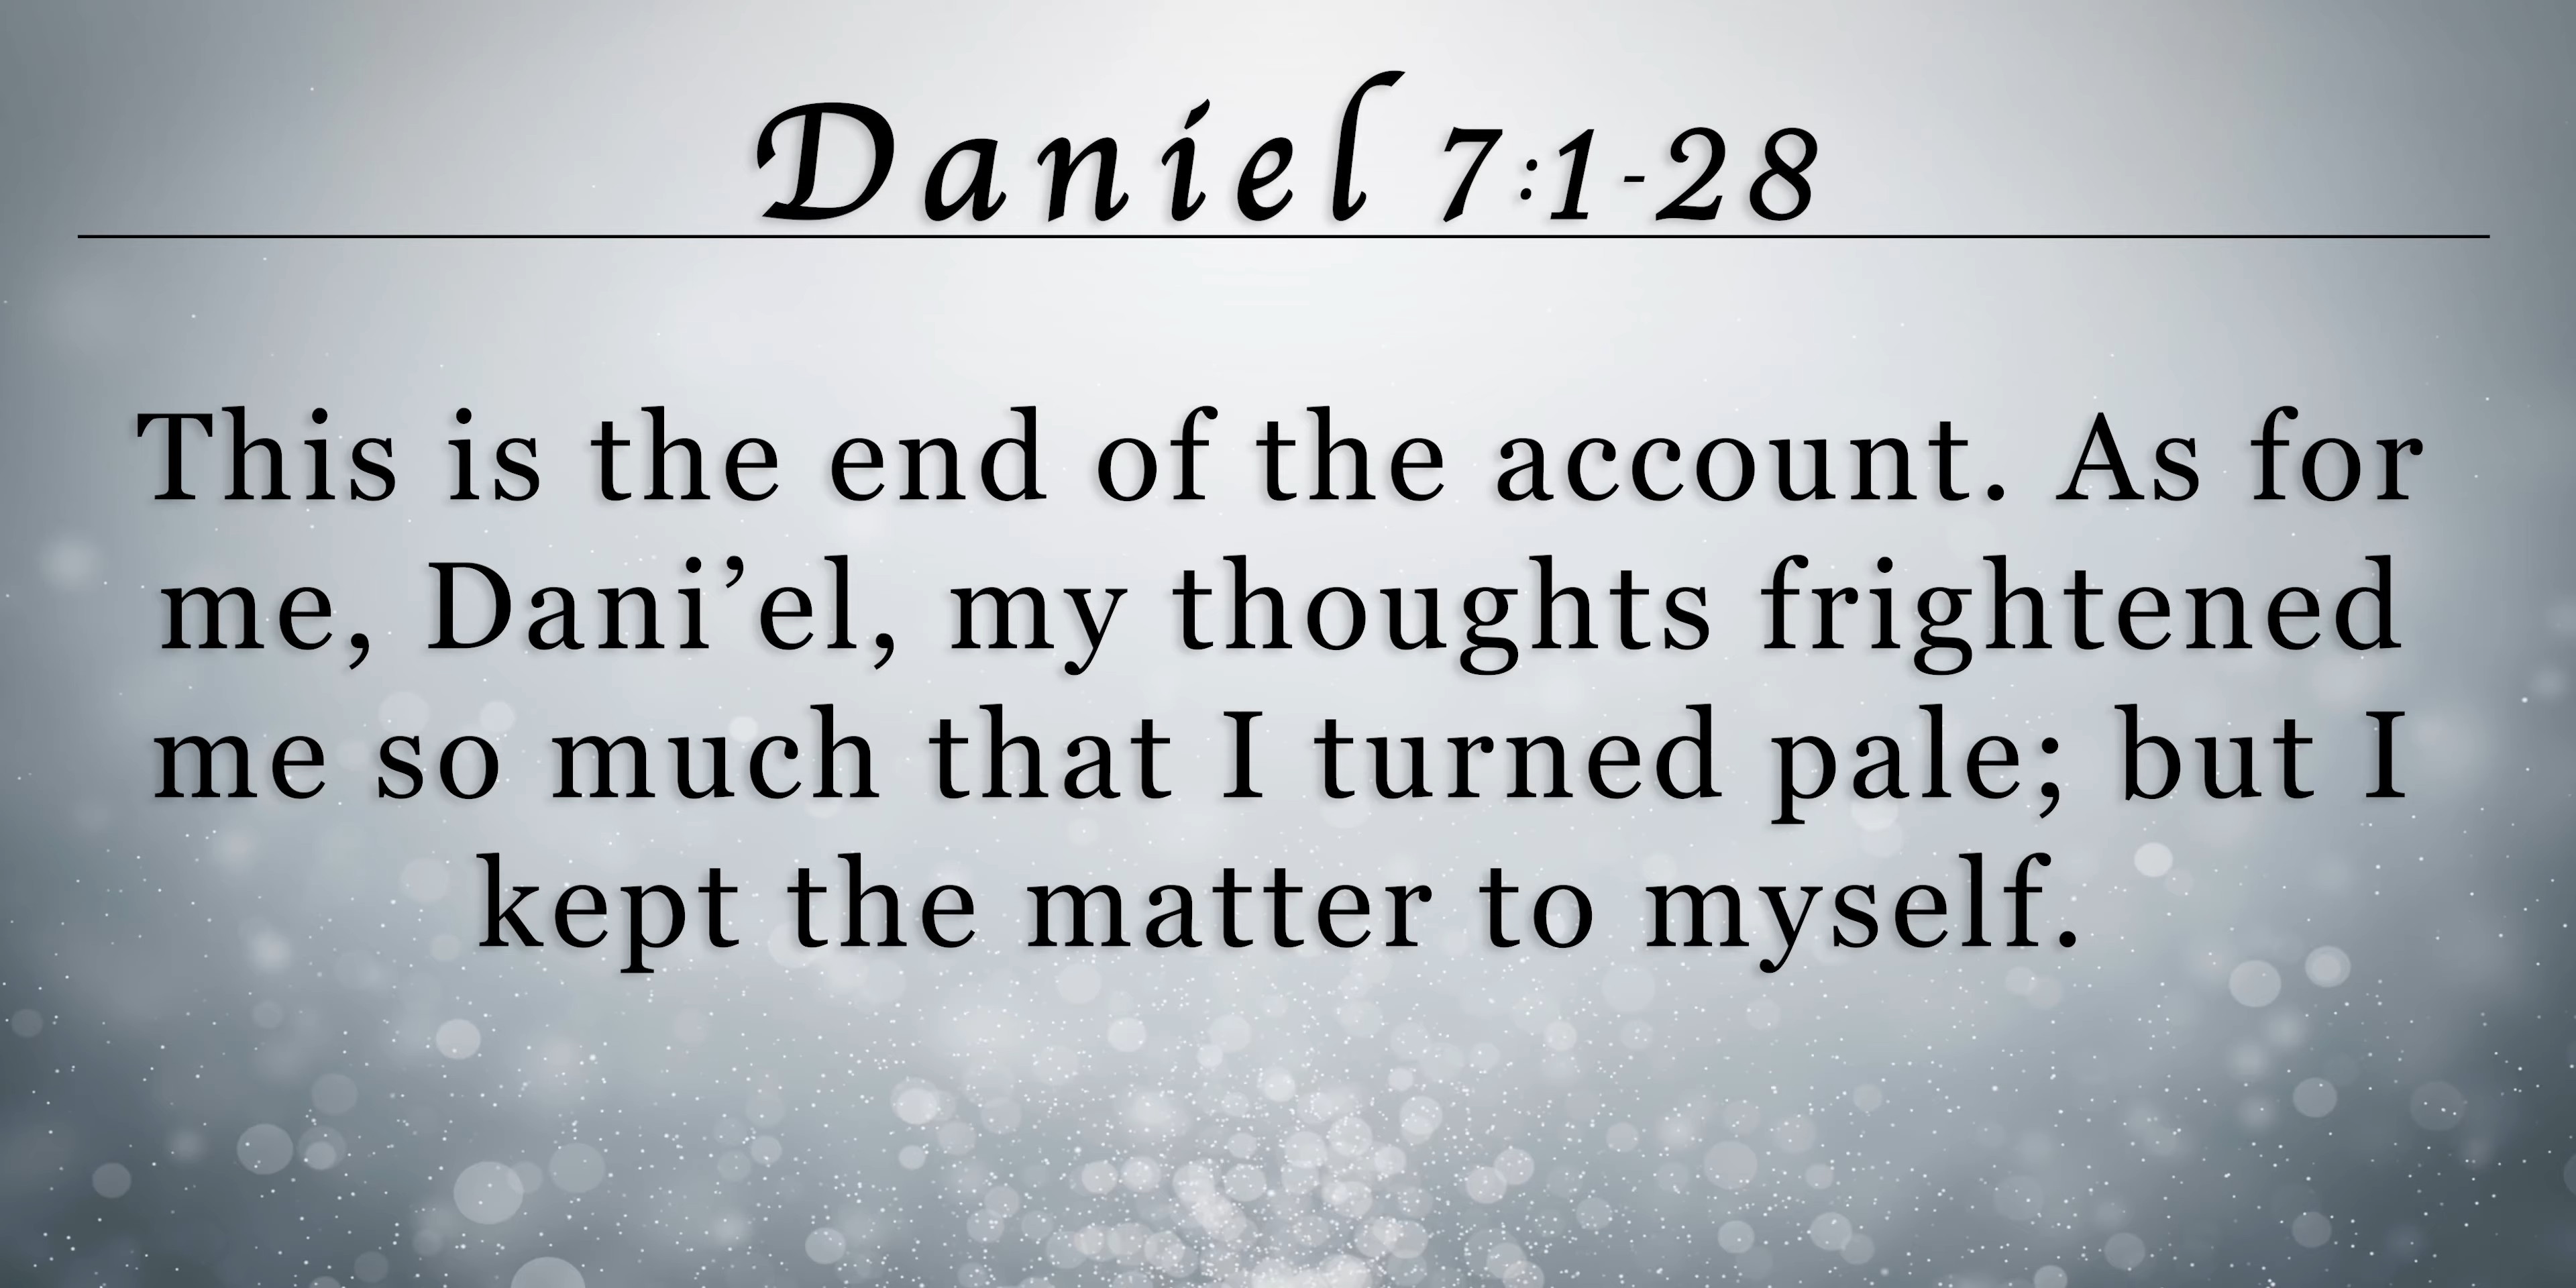 Daniel 7:1-28
This is the end of the account. As for
me, Dani’el, my thoughts frightened
me so much that I turned pale; but I
kept the matter to myself.